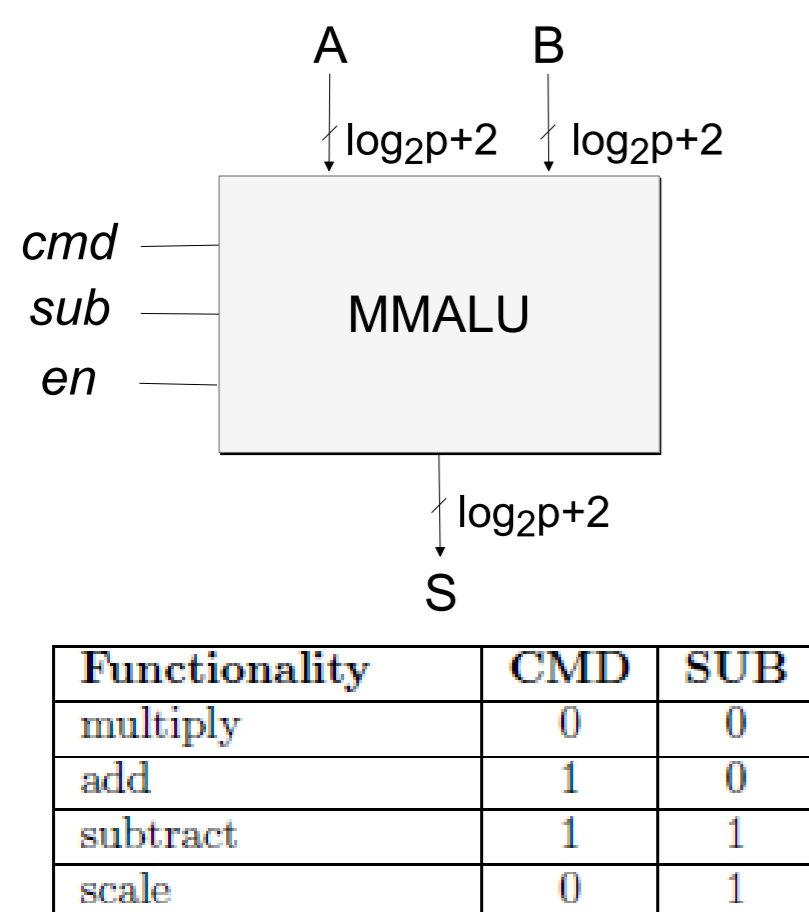 A B
log₂p+2 log₂p+2
cmd
sub
en
MMALU
log₂p+2
S
Functionality CMD SUB
multiply 0 0
add 1 0
subtract 1 1
scale 0 1